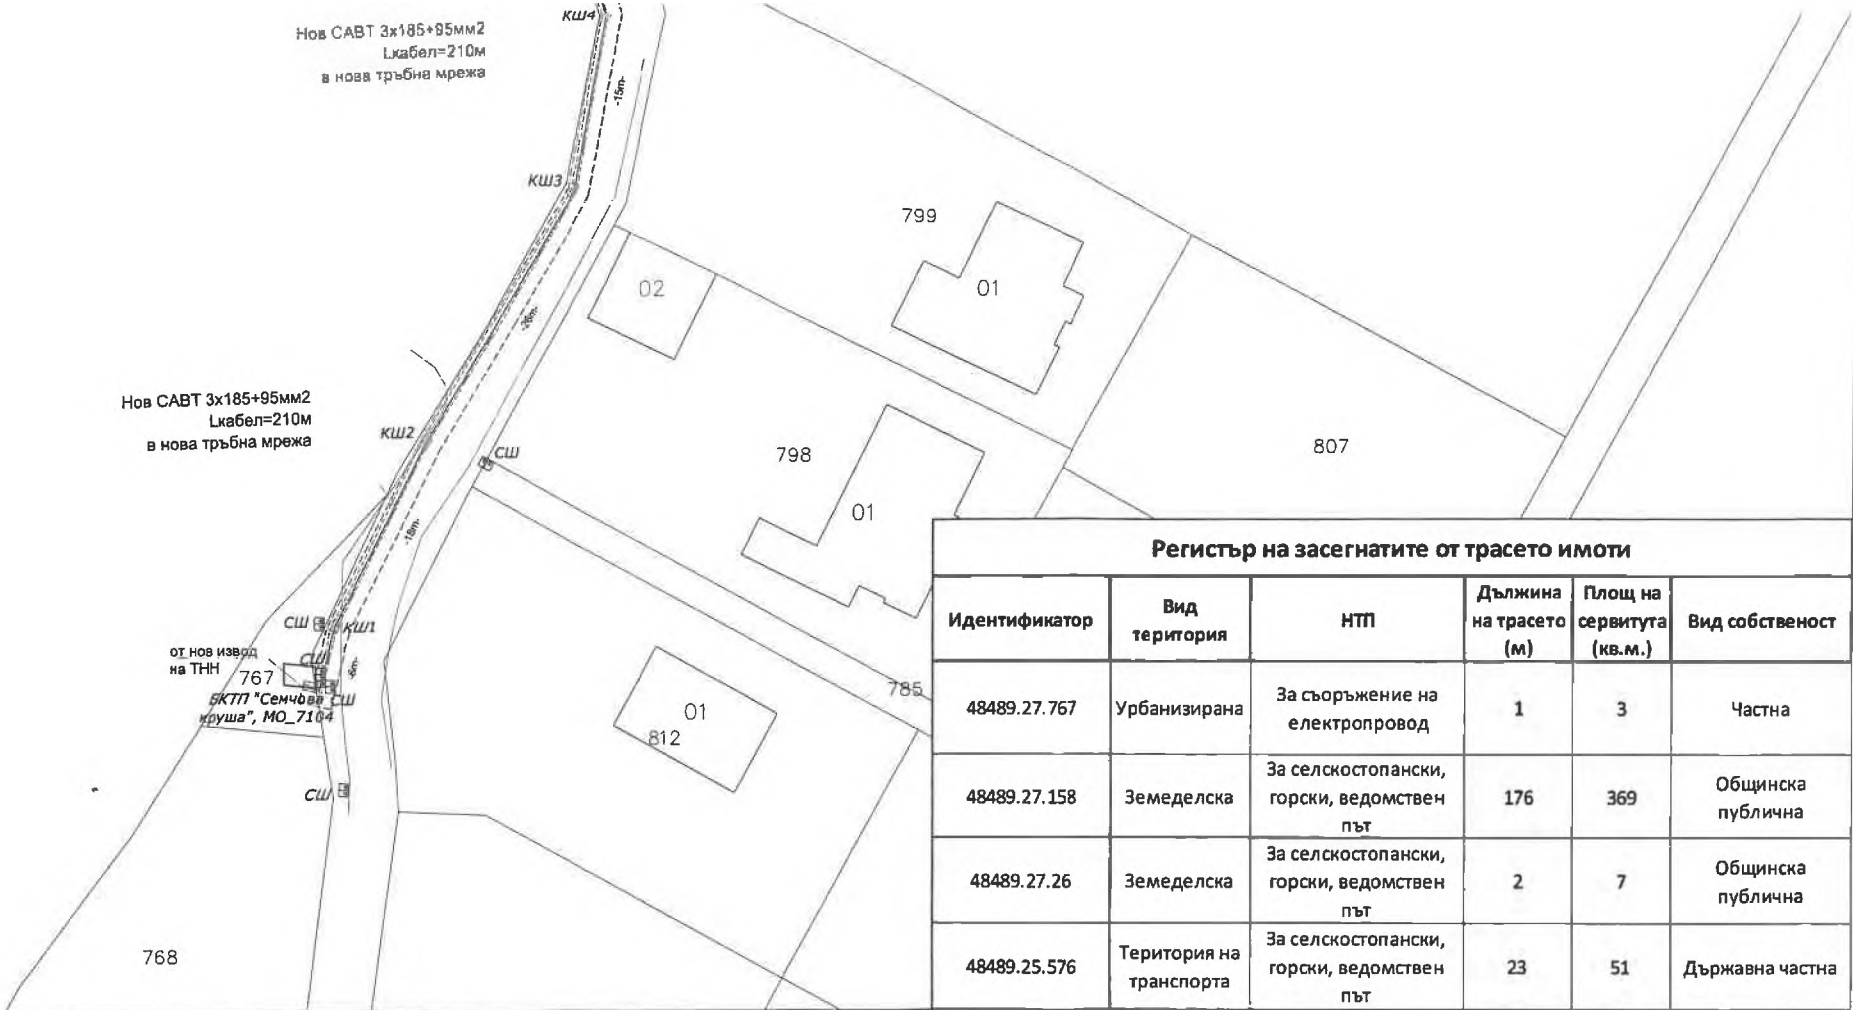 Нов САВТ 3х185+95мм2
Lкабел=210м
в нова тръбна мрежа
КШ4
-15m-
КШ3
799
02
01
-26m-
Нов САВТ 3х185+95мм2
Lкабел=210м
в нова тръбна мрежа
КШ2
СШ
798
807
01
-18m-
СШ
КШ1
от нов извод
на ТНН
СШ
-6m-
767
СШ
БКТП "Семчова
круша", МО_7104
785
01
812
СШ
768
Регистър на засегнатите от трасето имоти
Идентификатор
Вид
територия
НТП
Дължина
на трасето
(м)
Площ на
сервитута
(кв.м.)
Вид собственост
48489.27.767
Урбанизирана
За съоръжение на
електропровод
1
3
Частна
48489.27.158
Земеделска
За селскостопански,
горски, ведомствен
път
176
369
Общинска
публична
48489.27.26
Земеделска
За селскостопански,
горски, ведомствен
път
2
7
Общинска
публична
48489.25.576
Територия на
транспорта
За селскостопански,
горски, ведомствен
път
23
51
Държавна частна